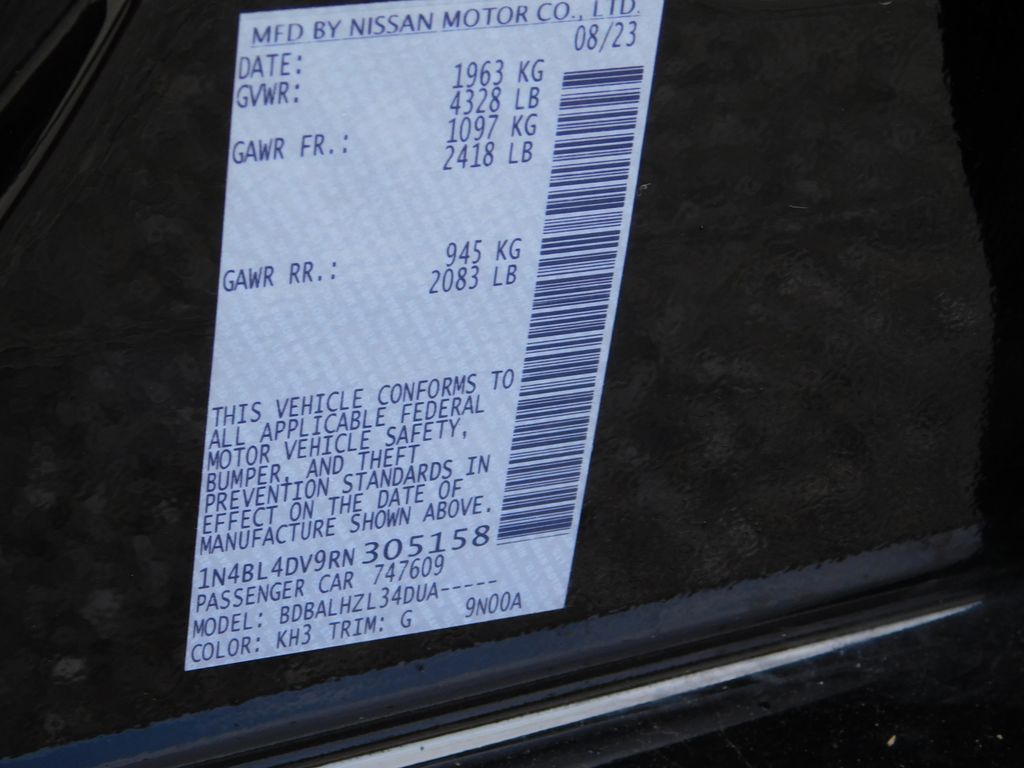 MFD BY NISSAN MOTOR CO., LTD.
DATE: 08/23
GVWR: 1963 KG
4328 LB
GAWR FR.: 1097 KG
2418 LB
GAWR RR.: 945 KG
2083 LB
THIS VEHICLE CONFORMS TO
ALL APPLICABLE FEDERAL
MOTOR VEHICLE SAFETY,
BUMPER, AND THEFT
PREVENTION STANDARDS IN
EFFECT ON THE DATE OF
MANUFACTURE SHOWN ABOVE.
1N4BL4DV9RN305158
PASSENGER CAR 747609
MODEL: BDBALHZL34DUA-----
COLOR: KH3 TRIM: G 9N00A